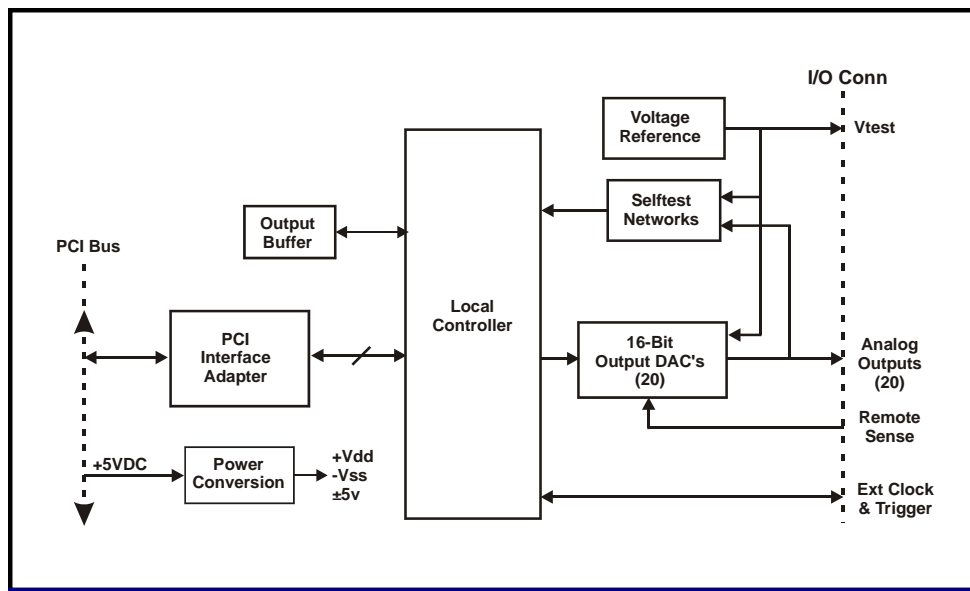 I/O Conn
Voltage
Reference
Vtest
Selftest
Networks
Output
Buffer
PCI Bus
Local
Controller
PCI
Interface
Adapter
16-Bit
Output DAC's
(20)
Analog
Outputs
(20)
Remote
Sense
+5VDC
Power
Conversion
+Vdd
-Vss
±5v
Ext Clock
& Trigger